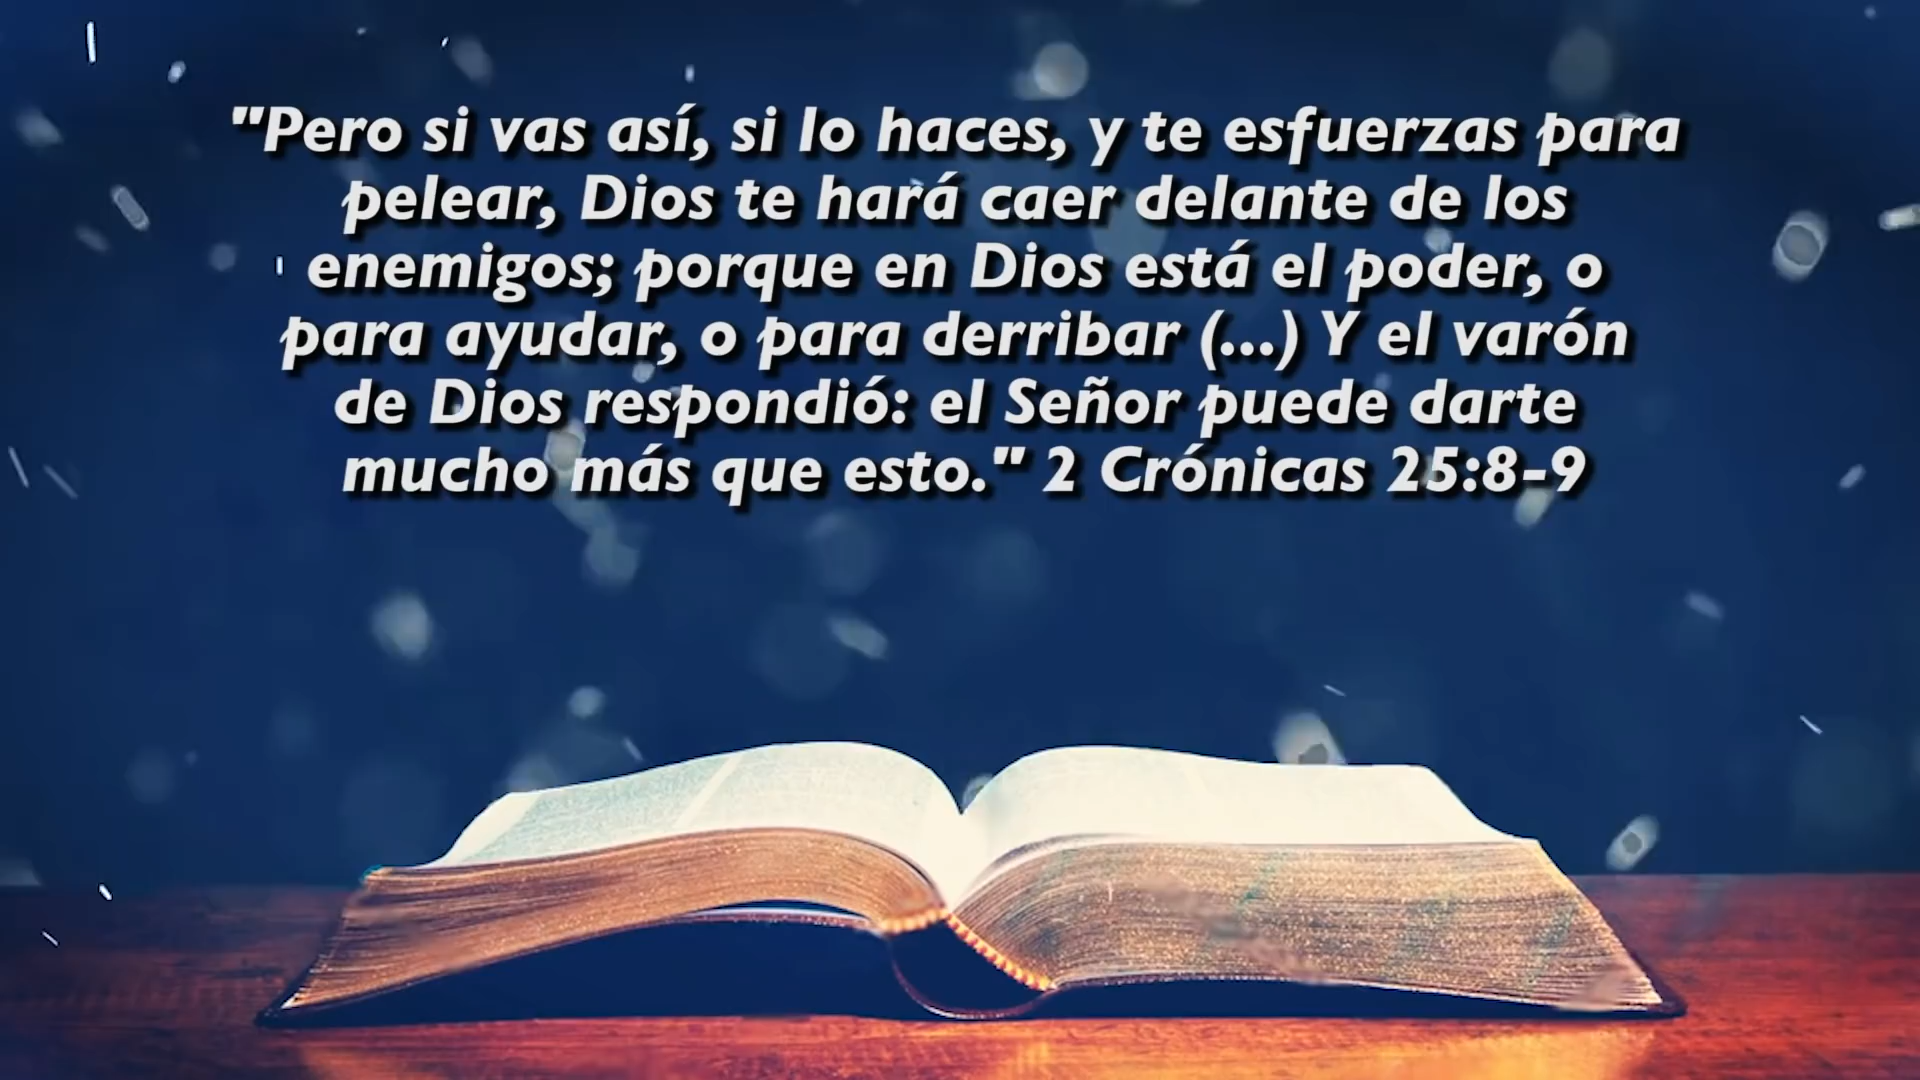 "Pero si vas así, si lo haces, y te esfuerzas para
pelear, Dios te hará caer delante de los
enemigos; porque en Dios está el poder, o
para ayudar, o para derribar (...) Y el varón
de Dios respondió: el Señor puede darte
mucho más que esto." 2 Crónicas 25:8-9